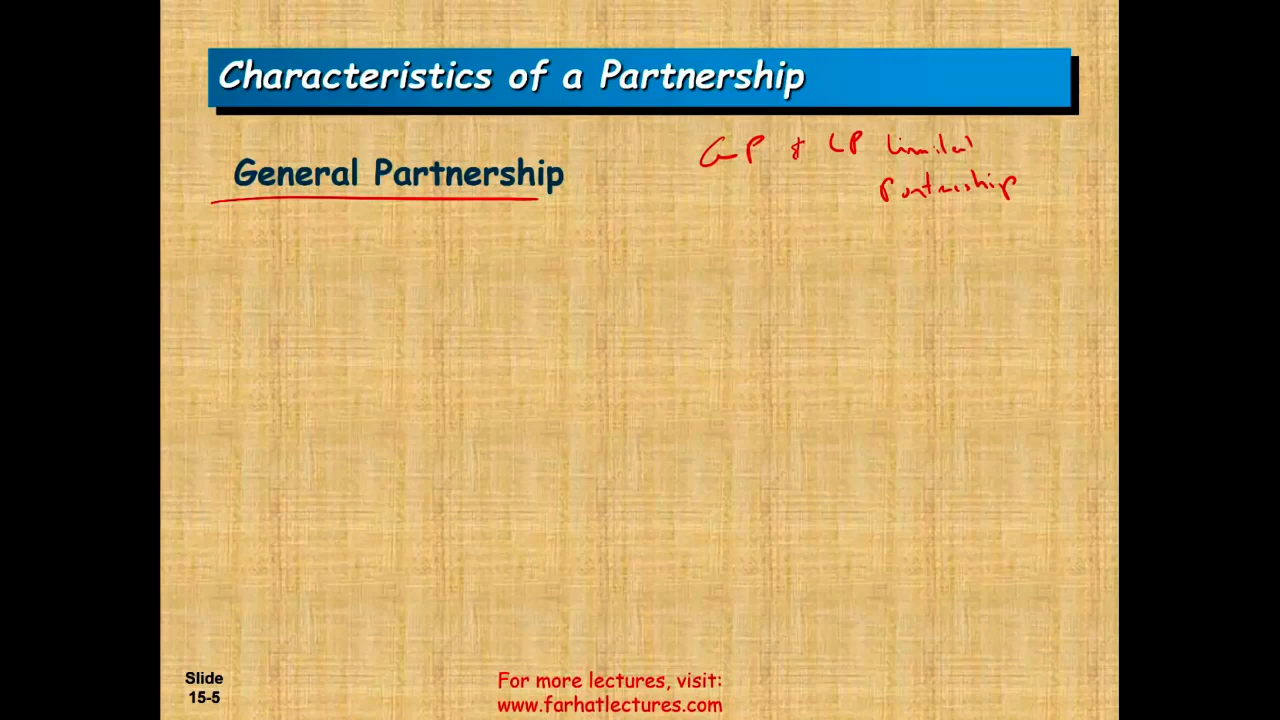 Characteristics of a Partnership
General Partnership
GP & LP Limited
Partnership
Slide
15-5
For more lectures, visit:
www.farhatlectures.com